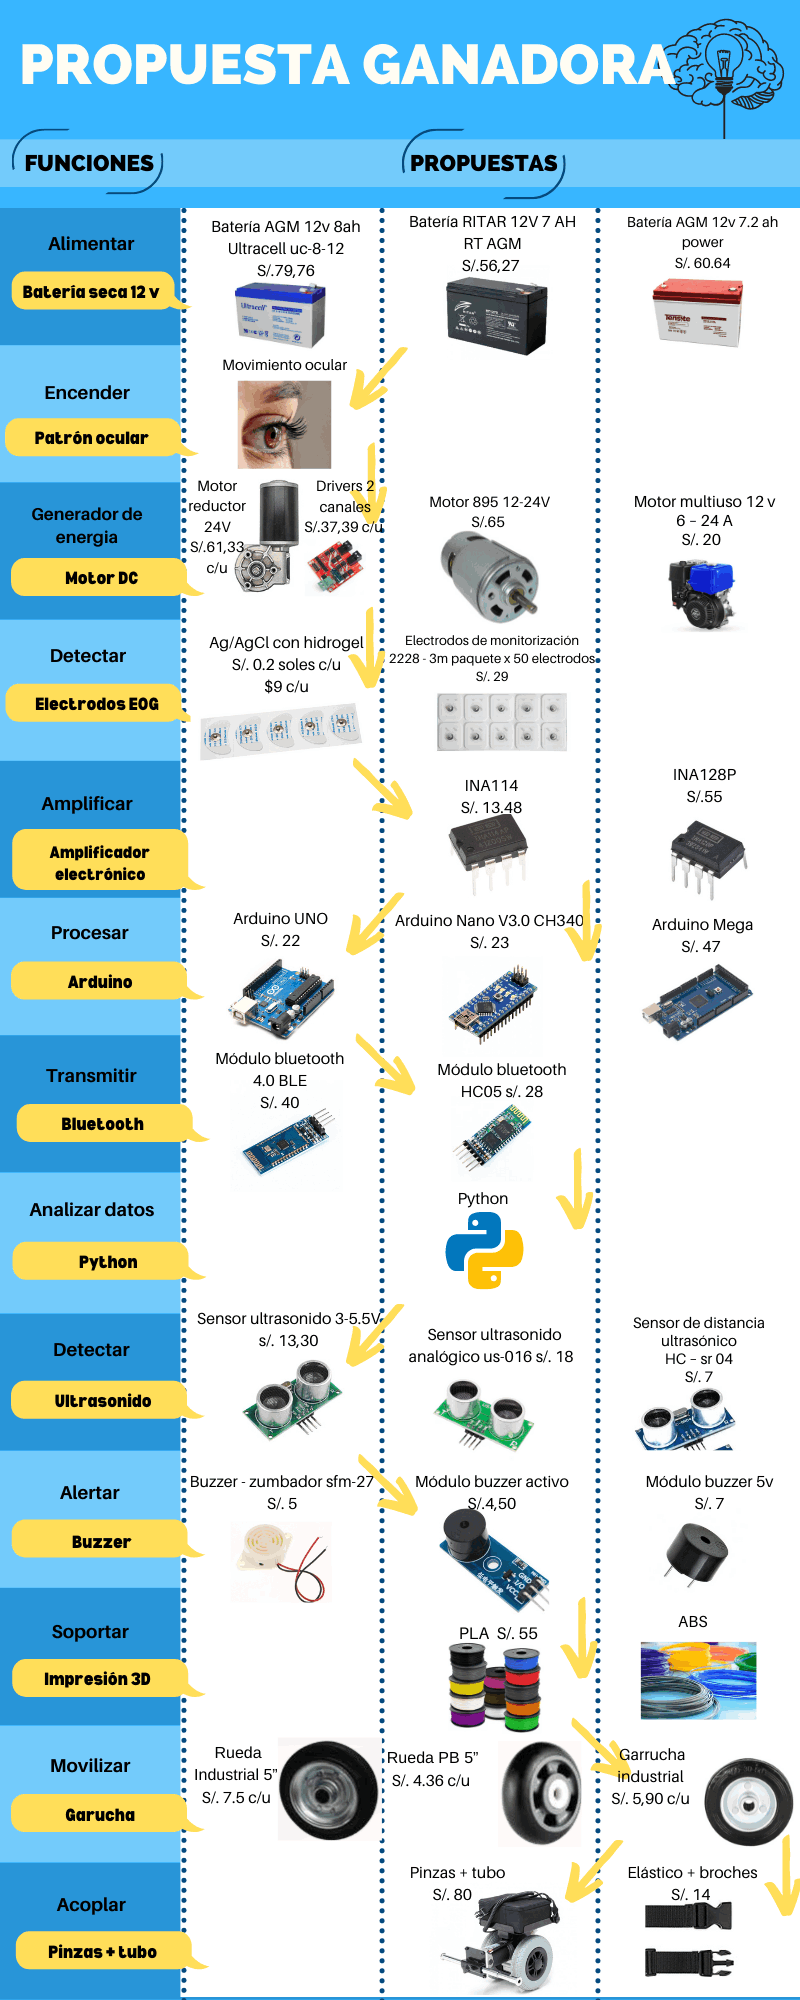 PROPUESTA GANADORA
FUNCIONES
PROPUESTAS
Alimentar
Batería seca 12 v
Batería AGM 12v 8ah
Ultracell uc-8-12
S/.79,76
Ultracell
Batería RITAR 12V 7 AH
RT AGM
S/.56,27
RITAR
Batería AGM 12v 7.2 ah
power
S/. 60.64
Tensite
Encender
Patrón ocular
Movimiento ocular
Generador de
energia
Motor DC
Motor
reductor
24V
S/.61,33
c/u
Drivers 2
canales
S/.37,39 c/u
Motor 895 12-24V
S/.65
Motor multiuso 12 v
6 – 24 A
S/. 20
Detectar
Electrodos EOG
Ag/AgCl con hidrogel
S/. 0.2 soles c/u
$9 c/u
Electrodos de monitorización
2228 - 3m paquete x 50 electrodos
S/. 29
Amplificar
Amplificador
electrónico
INA114
S/. 13.48
INA128P
S/.55
Procesar
Arduino
Arduino UNO
S/. 22
Arduino Nano V3.0 CH340
S/. 23
Arduino Mega
S/. 47
Transmitir
Bluetooth
Módulo bluetooth
4.0 BLE
S/. 40
Módulo bluetooth
HC05 s/. 28
Analizar datos
Python
Python
Detectar
Ultrasonido
Sensor ultrasonido 3-5.5V
s/. 13,30
Sensor ultrasonido
analógico us-016 s/. 18
Sensor de distancia
ultrasónico
HC – sr 04
S/. 7
Alertar
Buzzer
Buzzer - zumbador sfm-27
S/. 5
Módulo buzzer activo
S/.4,50
GND
I/O
VCC
Módulo buzzer 5v
S/. 7
Soportar
Impresión 3D
PLA S/. 55
ABS
Movilizar
Garucha
Rueda
Industrial 5”
S/. 7.5 c/u
Rueda PB 5”
S/. 4.36 c/u
Garrucha
industrial
S/. 5,90 c/u
Acoplar
Pinzas + tubo
Pinzas + tubo
S/. 80
Elástico + broches
S/. 14